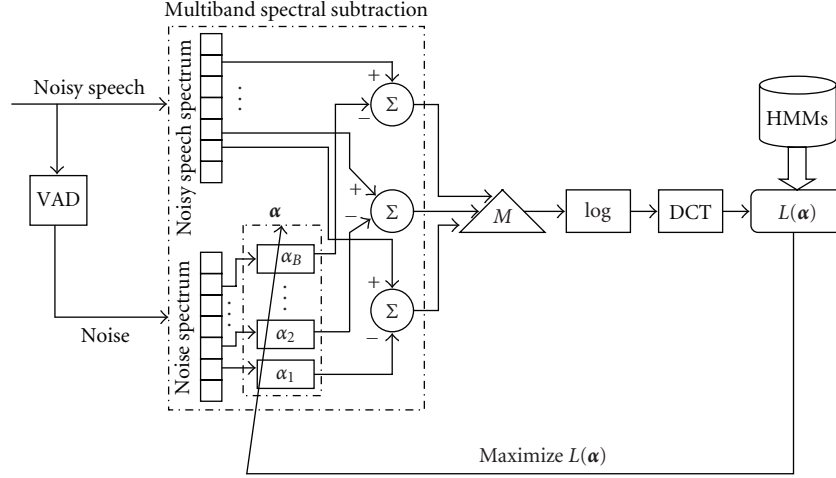 Multiband spectral subtraction
Noisy speech
VAD
Noise
Noisy speech spectrum
Noise spectrum
α
α_B
α_2
α_1
+
−
Σ
+
−
Σ
+
−
Σ
M
log
DCT
HMMs
L(α)
Maximize L(α)